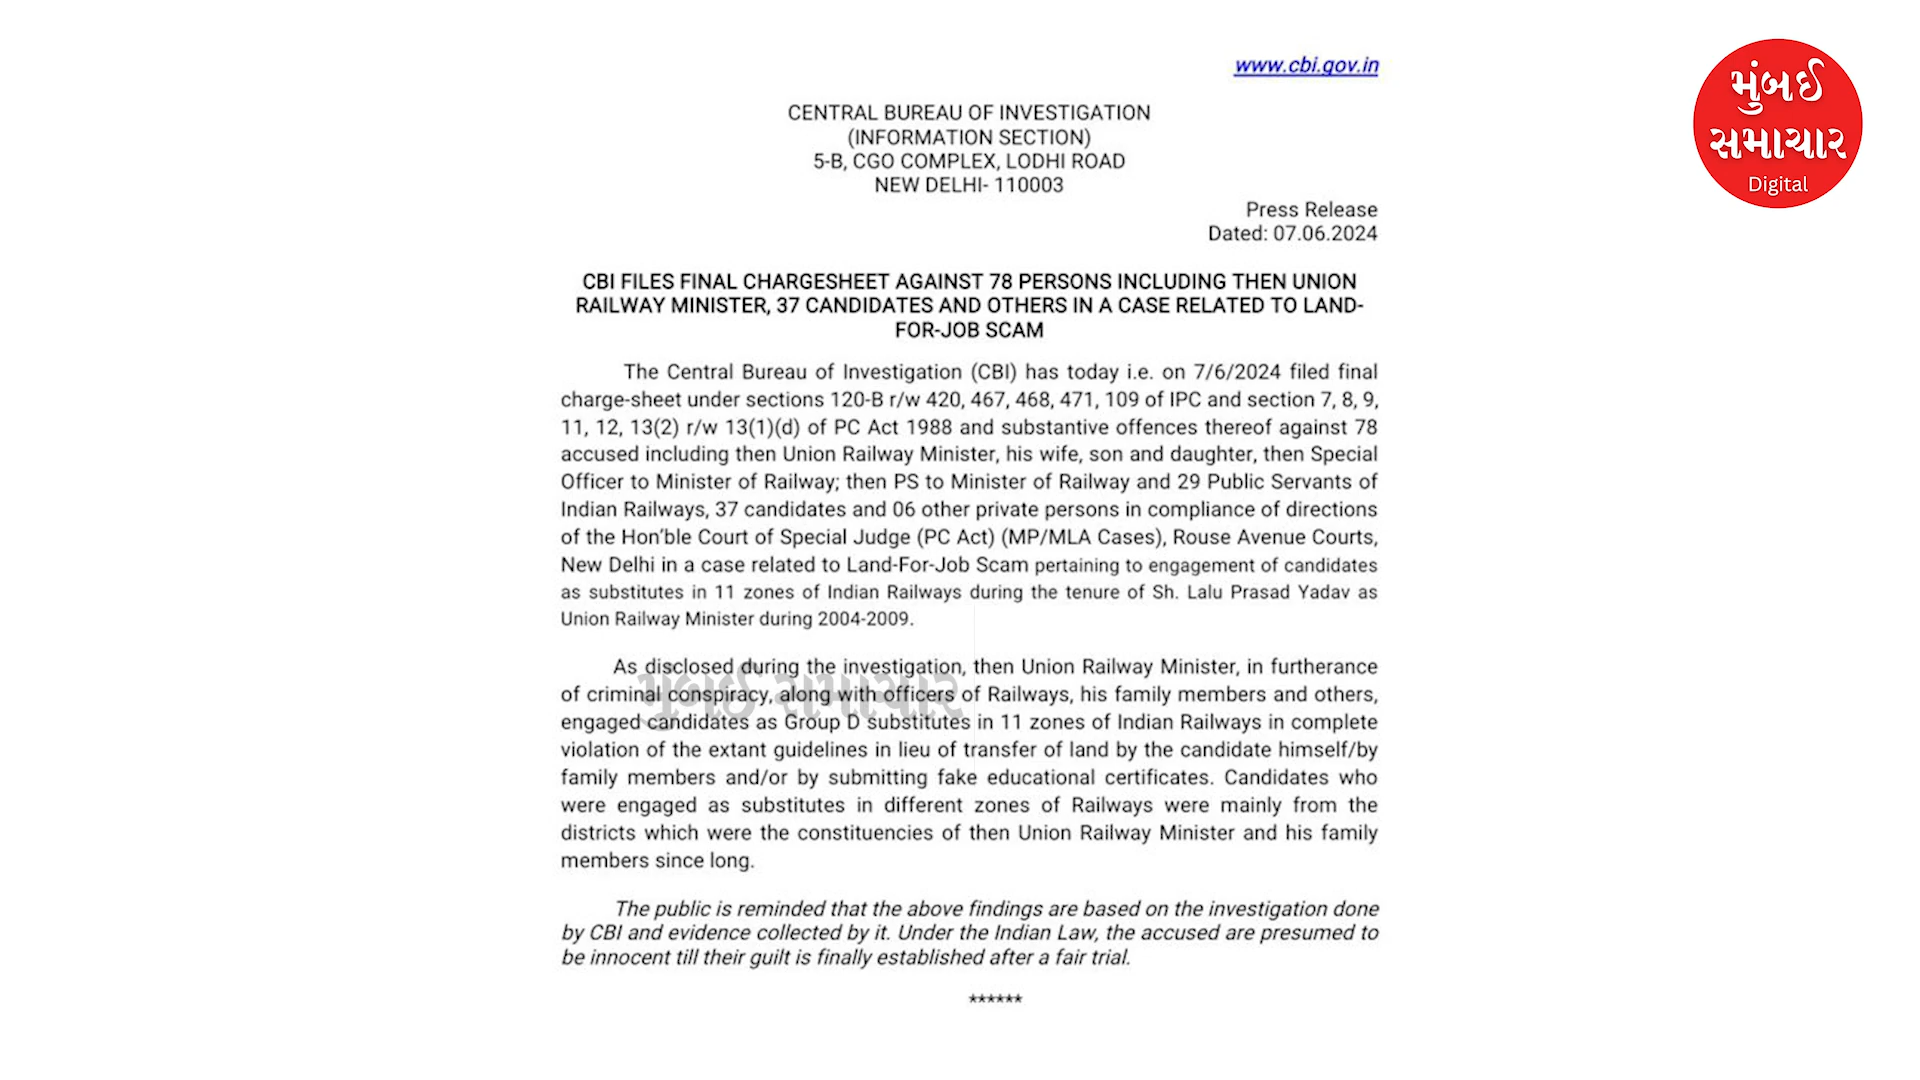 www.cbi.gov.in
મુંબઈ
સમાચાર
Digital
CENTRAL BUREAU OF INVESTIGATION
(INFORMATION SECTION)
5-B, CGO COMPLEX, LODHI ROAD
NEW DELHI- 110003
Press Release
Dated: 07.06.2024
CBI FILES FINAL CHARGESHEET AGAINST 78 PERSONS INCLUDING THEN UNION
RAILWAY MINISTER, 37 CANDIDATES AND OTHERS IN A CASE RELATED TO LAND-
FOR-JOB SCAM
The Central Bureau of Investigation (CBI) has today i.e. on 7/6/2024 filed final
charge-sheet under sections 120-B r/w 420, 467, 468, 471, 109 of IPC and section 7, 8, 9,
11, 12, 13(2) r/w 13(1)(d) of PC Act 1988 and substantive offences thereof against 78
accused including then Union Railway Minister, his wife, son and daughter, then Special
Officer to Minister of Railway; then PS to Minister of Railway and 29 Public Servants of
Indian Railways, 37 candidates and 06 other private persons in compliance of directions
of the Hon'ble Court of Special Judge (PC Act) (MP/MLA Cases), Rouse Avenue Courts,
New Delhi in a case related to Land-For-Job Scam pertaining to engagement of candidates
as substitutes in 11 zones of Indian Railways during the tenure of Sh. Lalu Prasad Yadav as
Union Railway Minister during 2004-2009.
As disclosed during the investigation, then Union Railway Minister, in furtherance
of criminal conspiracy, along with officers of Railways, his family members and others,
મુંબઈ સમાચાર
engaged candidates as Group D substitutes in 11 zones of Indian Railways in complete
violation of the extant guidelines in lieu of transfer of land by the candidate himself/by
family members and/or by submitting fake educational certificates. Candidates who
were engaged as substitutes in different zones of Railways were mainly from the
districts which were the constituencies of then Union Railway Minister and his family
members since long.
The public is reminded that the above findings are based on the investigation done
by CBI and evidence collected by it. Under the Indian Law, the accused are presumed to
be innocent till their guilt is finally established after a fair trial.
******